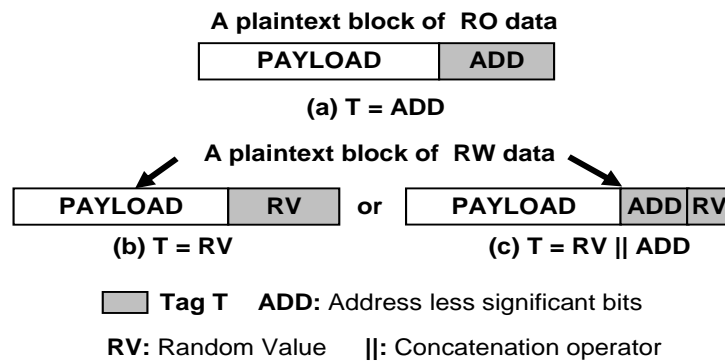 A plaintext block of RO data
PAYLOAD ADD
(a) T = ADD
A plaintext block of RW data
PAYLOAD RV or PAYLOAD ADD RV
(b) T = RV (c) T = RV || ADD
Tag T ADD: Address less significant bits
RV: Random Value ||: Concatenation operator